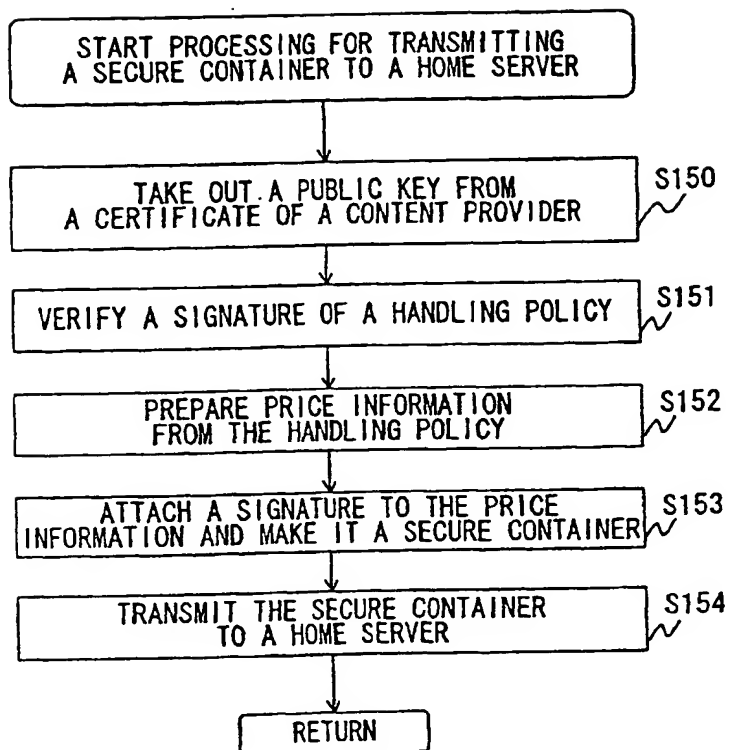 START PROCESSING FOR TRANSMITTING
A SECURE CONTAINER TO A HOME SERVER
TAKE OUT A PUBLIC KEY FROM
A CERTIFICATE OF A CONTENT PROVIDER
S150
VERIFY A SIGNATURE OF A HANDLING POLICY
S151
PREPARE PRICE INFORMATION
FROM THE HANDLING POLICY
S152
ATTACH A SIGNATURE TO THE PRICE
INFORMATION AND MAKE IT A SECURE CONTAINER
S153
TRANSMIT THE SECURE CONTAINER
TO A HOME SERVER
S154
RETURN